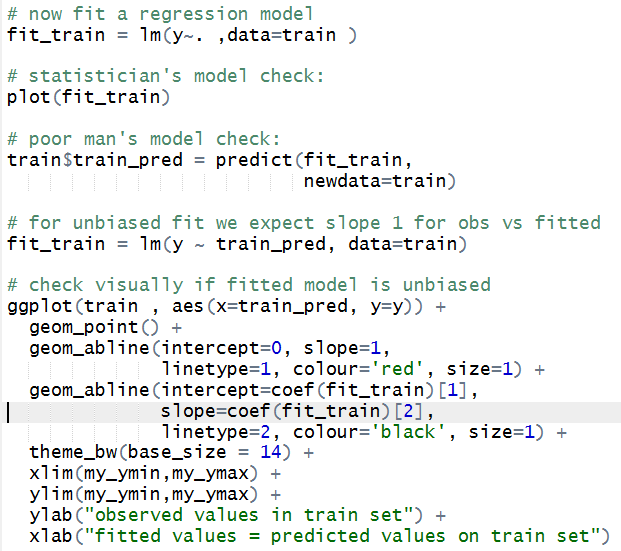 # now fit a regression model
fit_train = lm(y~. ,data=train )
# statistician's model check:
plot(fit_train)
# poor man's model check:
train$train_pred = predict(fit_train,
newdata=train)
# for unbiased fit we expect slope 1 for obs vs fitted
fit_train = lm(y ~ train_pred, data=train)
# check visually if fitted model is unbiased
ggplot(train , aes(x=train_pred, y=y)) +
geom_point() +
geom_abline(intercept=0, slope=1,
linetype=1, colour='red', size=1) +
geom_abline(intercept=coef(fit_train)[1],
slope=coef(fit_train)[2],
linetype=2, colour='black', size=1) +
theme_bw(base_size = 14) +
xlim(my_ymin,my_ymax) +
ylim(my_ymin,my_ymax) +
ylab("observed values in train set") +
xlab("fitted values = predicted values on train set")